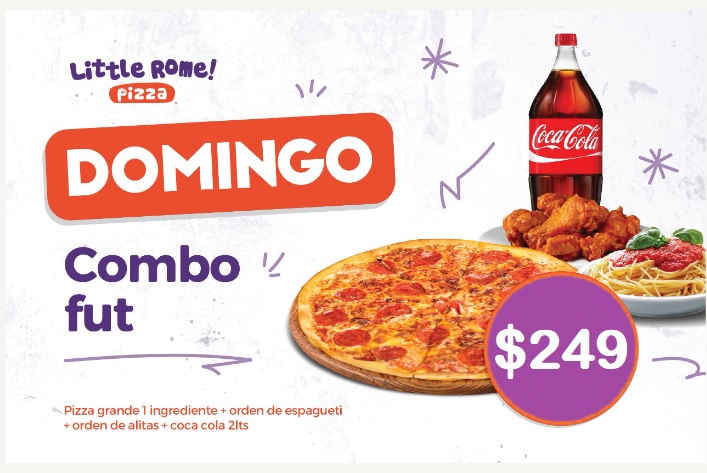 Little Rome!
Pizza
DOMINGO
Combo
fut
Coca-Cola
$249
Pizza grande 1 ingrediente + orden de espagueti
+ orden de alitas + coca cola 2lts